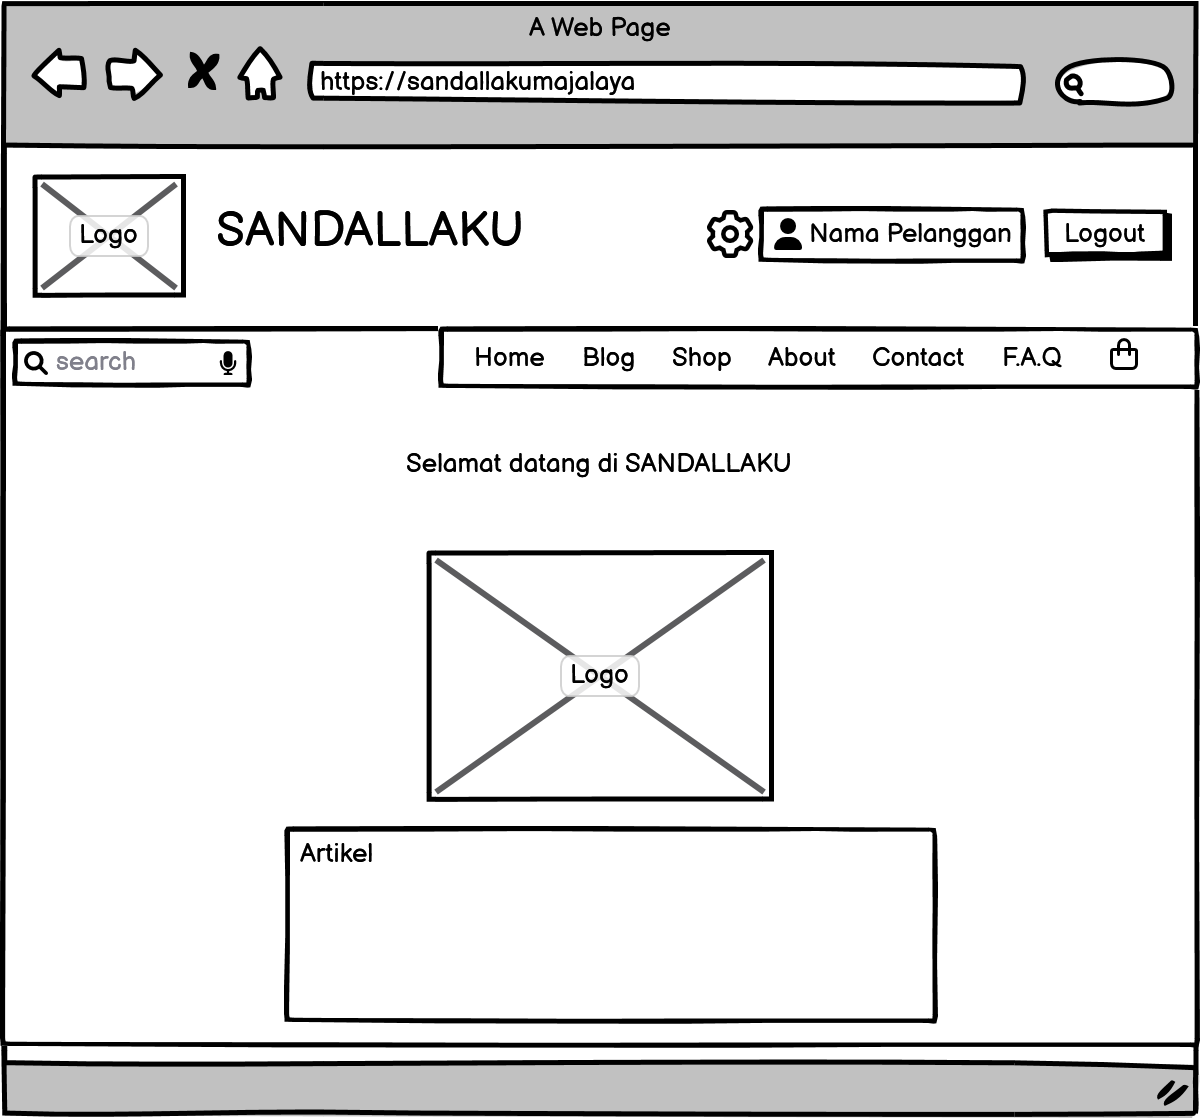 A Web Page
https://sandallakumajalaya
Logo
SANDALLAKU
Nama Pelanggan
Logout
search
Home Blog Shop About Contact F.A.Q
Selamat datang di SANDALLAKU
Logo
Artikel